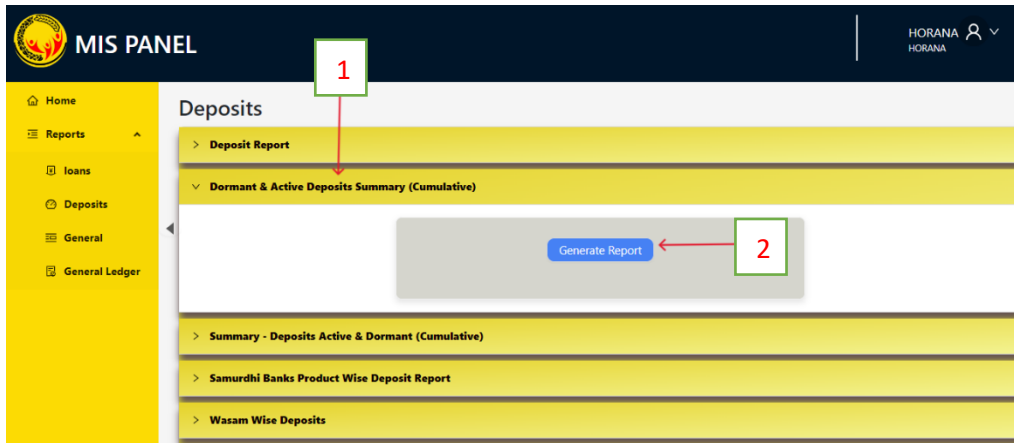 MIS PANEL
HORANA
HORANA
1
Home
Reports
loans
Deposits
General
General Ledger
Deposits
Deposit Report
Dormant & Active Deposits Summary (Cumulative)
Generate Report
2
Summary - Deposits Active & Dormant (Cumulative)
Samurdhi Banks Product Wise Deposit Report
Wasam Wise Deposits